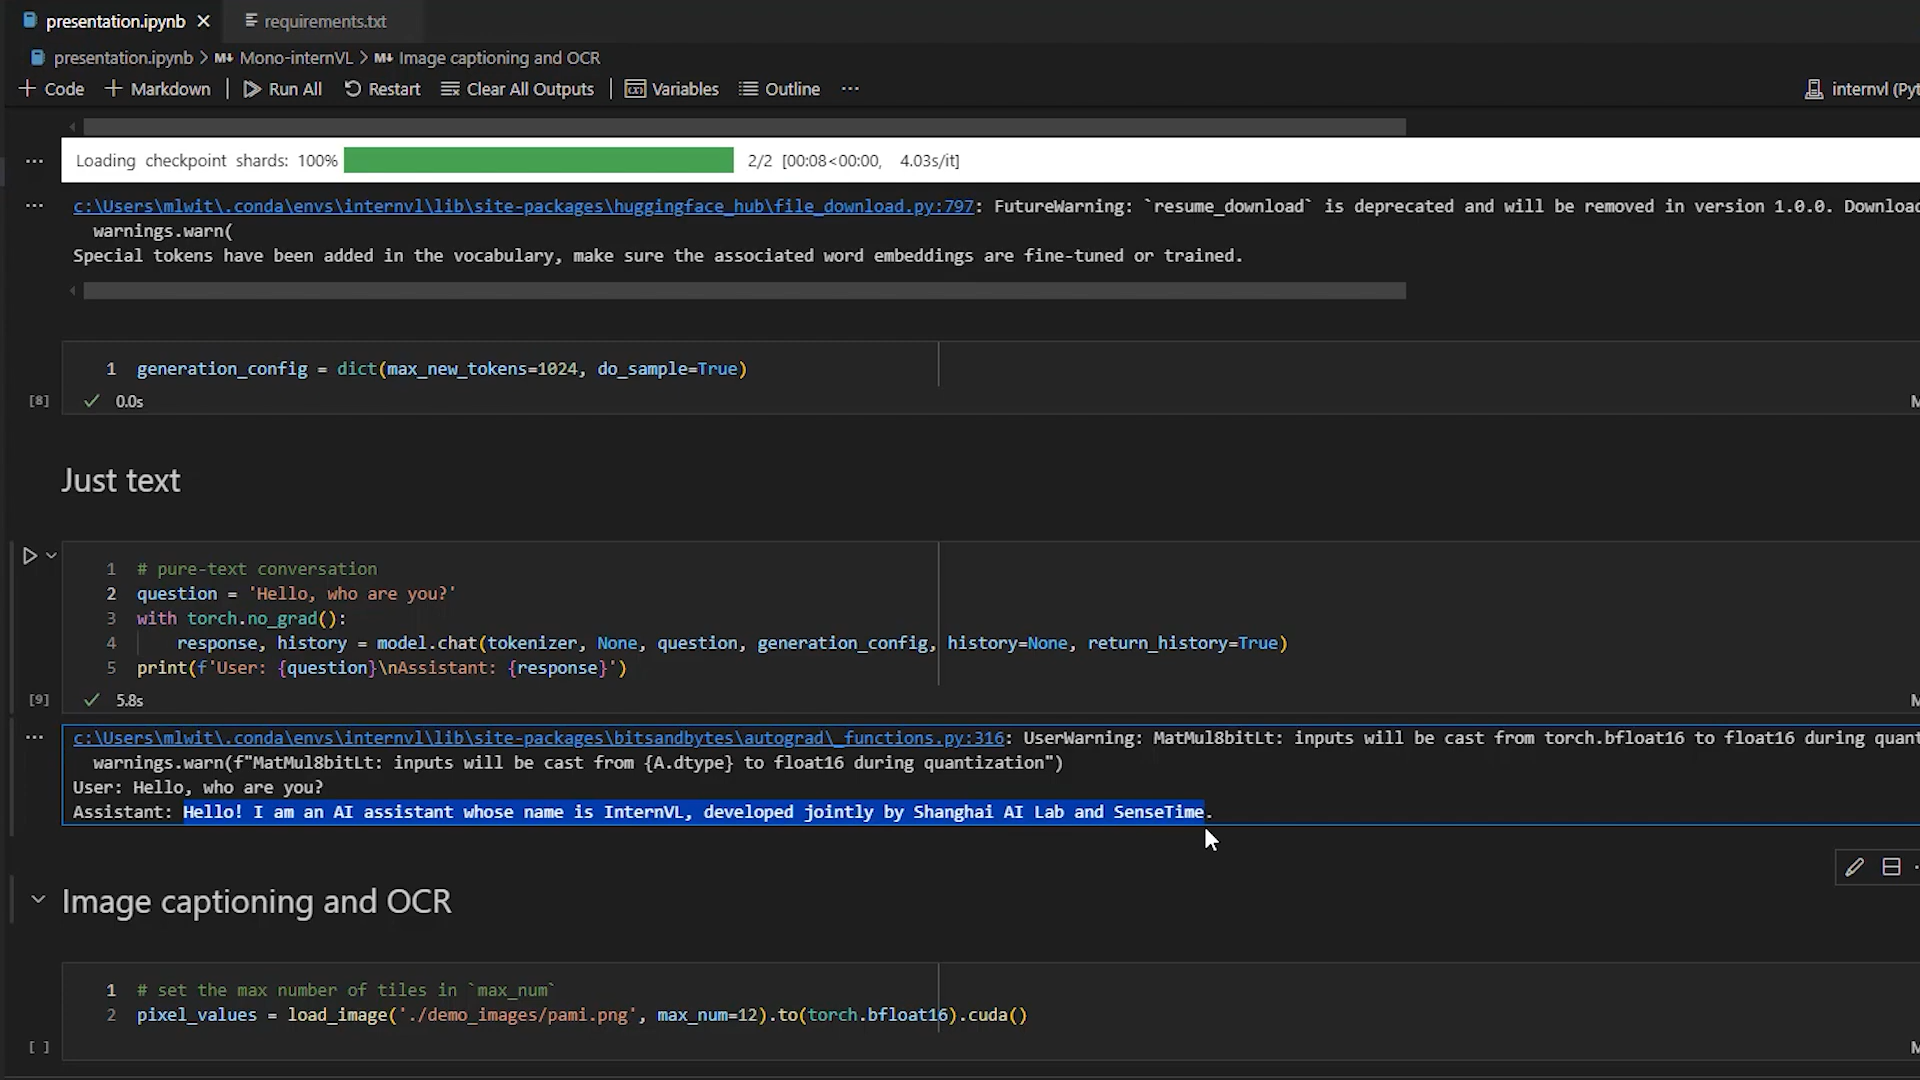 presentation.ipynb
requirements.txt
presentation.ipynb > M↓ Mono-internVL > M↓ Image captioning and OCR
+ Code + Markdown | Run All Restart Clear All Outputs | Variables Outline ...
internvl (Pyt
Loading checkpoint shards: 100% 2/2 [00:08<00:00, 4.03s/it]
c:\Users\mlwit\.conda\envs\internvl\lib\site-packages\huggingface_hub\file_download.py:797: FutureWarning: `resume_download` is deprecated and will be removed in version 1.0.0. Download
warnings.warn(
Special tokens have been added in the vocabulary, make sure the associated word embeddings are fine-tuned or trained.
1 generation_config = dict(max_new_tokens=1024, do_sample=True)
[8] ✓ 0.0s
Just text
1 # pure-text conversation
2 question = 'Hello, who are you?'
3 with torch.no_grad():
4 response, history = model.chat(tokenizer, None, question, generation_config, history=None, return_history=True)
5 print(f'User: {question}\nAssistant: {response}')
[9] ✓ 5.8s
c:\Users\mlwit\.conda\envs\internvl\lib\site-packages\bitsandbytes\autograd\_functions.py:316: UserWarning: MatMul8bitLt: inputs will be cast from torch.bfloat16 to float16 during quant
warnings.warn(f"MatMul8bitLt: inputs will be cast from {A.dtype} to float16 during quantization")
User: Hello, who are you?
Assistant: Hello! I am an AI assistant whose name is InternVL, developed jointly by Shanghai AI Lab and SenseTime.
Image captioning and OCR
1 # set the max number of tiles in `max_num`
2 pixel_values = load_image('./demo_images/pami.png', max_num=12).to(torch.bfloat16).cuda()
[ ]